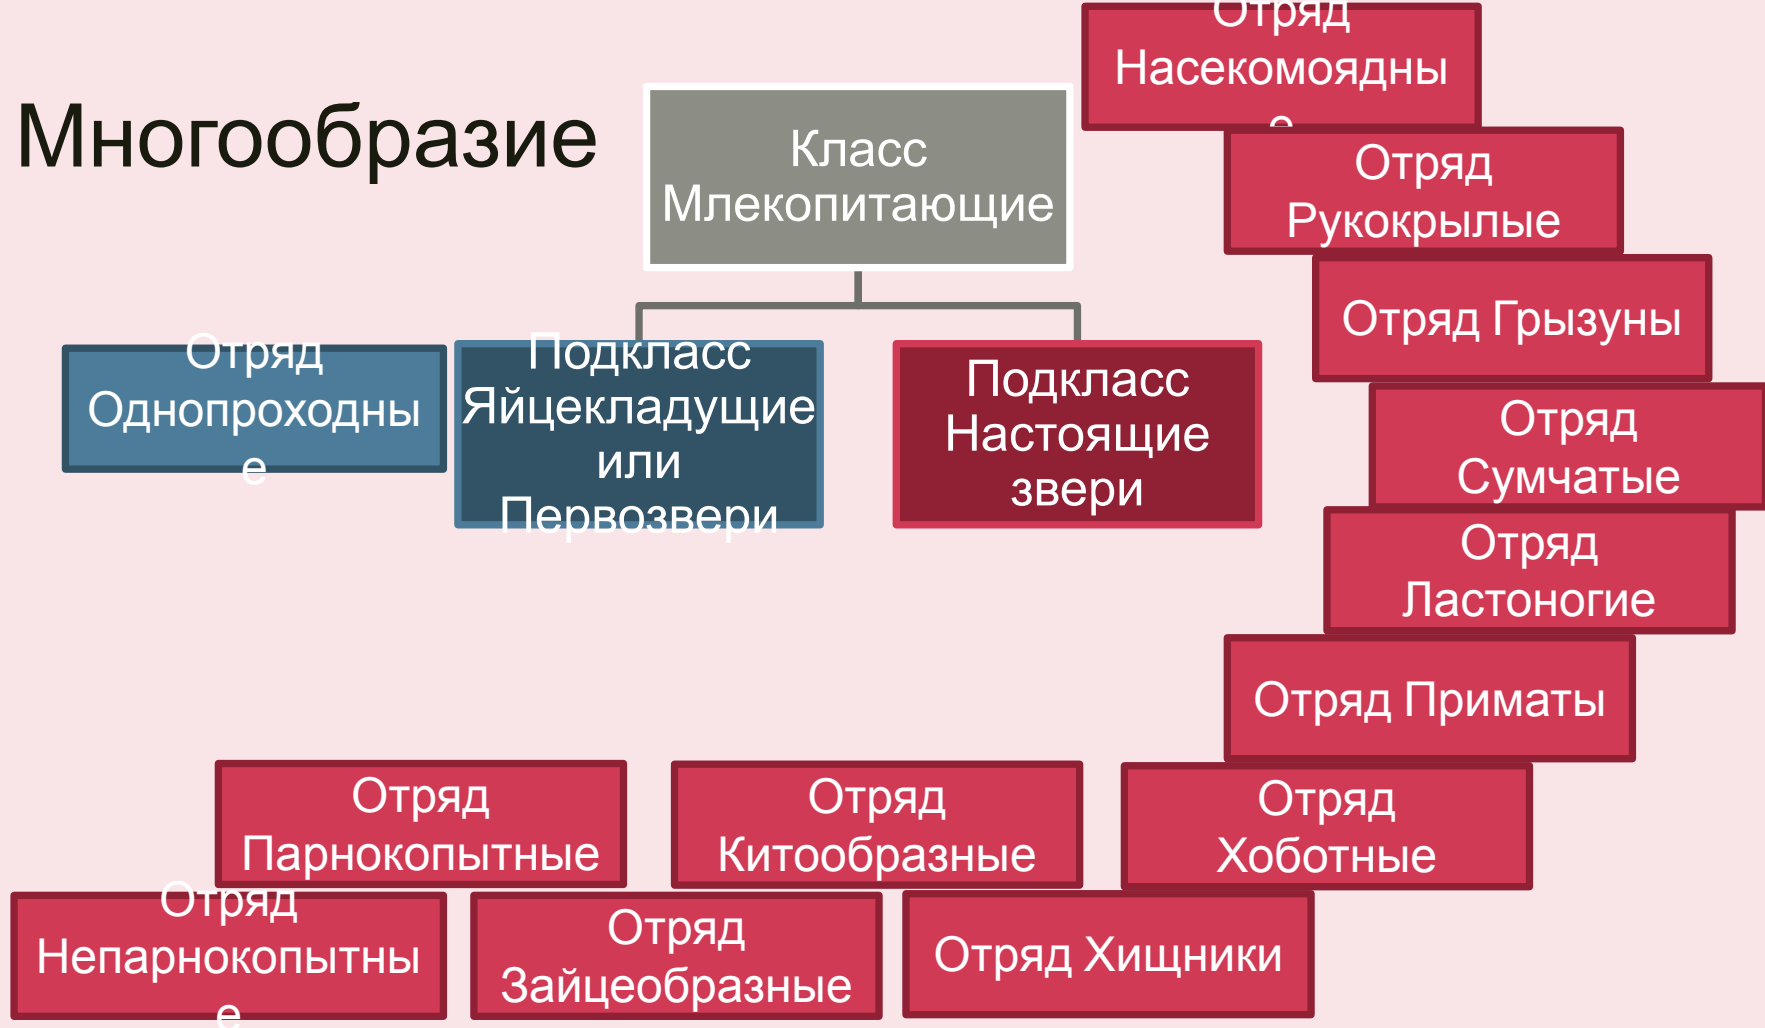 Многообразие
Класс
Млекопитающие
Отряд
Однопроходны
е
Подкласс
Яйцекладущие
или
Первозвери
Подкласс
Настоящие
звери
Отряд
Насекомоядны
е
Отряд
Рукокрылые
Отряд Грызуны
Отряд
Сумчатые
Отряд
Ластоногие
Отряд Приматы
Отряд
Парнокопытные
Отряд
Китообразные
Отряд
Хоботные
Отряд
Непарнокопытны
е
Отряд
Зайцеобразные
Отряд Хищники